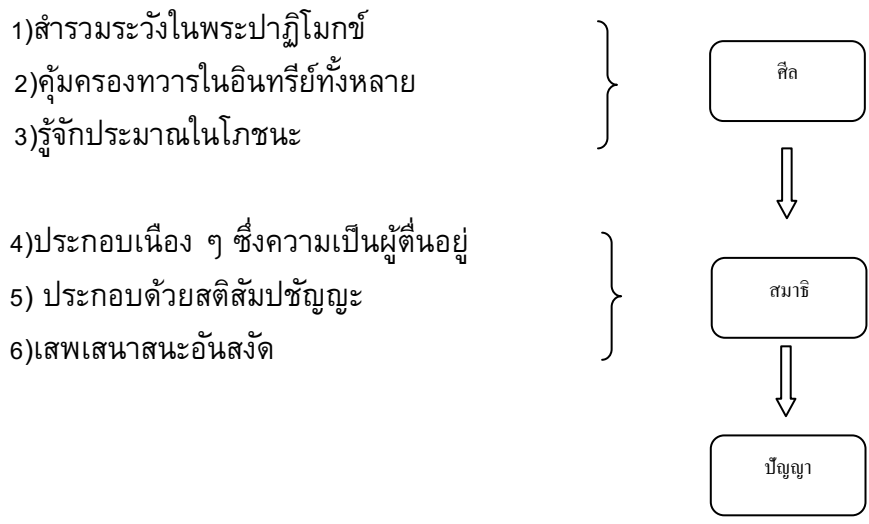 1)สำรวมระวังในพระปาฏิโมกข์
2)คุ้มครองทวารในอินทรีย์ทั้งหลาย
3)รู้จักประมาณในโภชนะ
ศีล
4)ประกอบเนือง ๆ ซึ่งความเป็นผู้ตื่นอยู่
5) ประกอบด้วยสติสัมปชัญญะ
6)เสพเสนาสนะอันสงัด
สมาธิ
ปัญญา